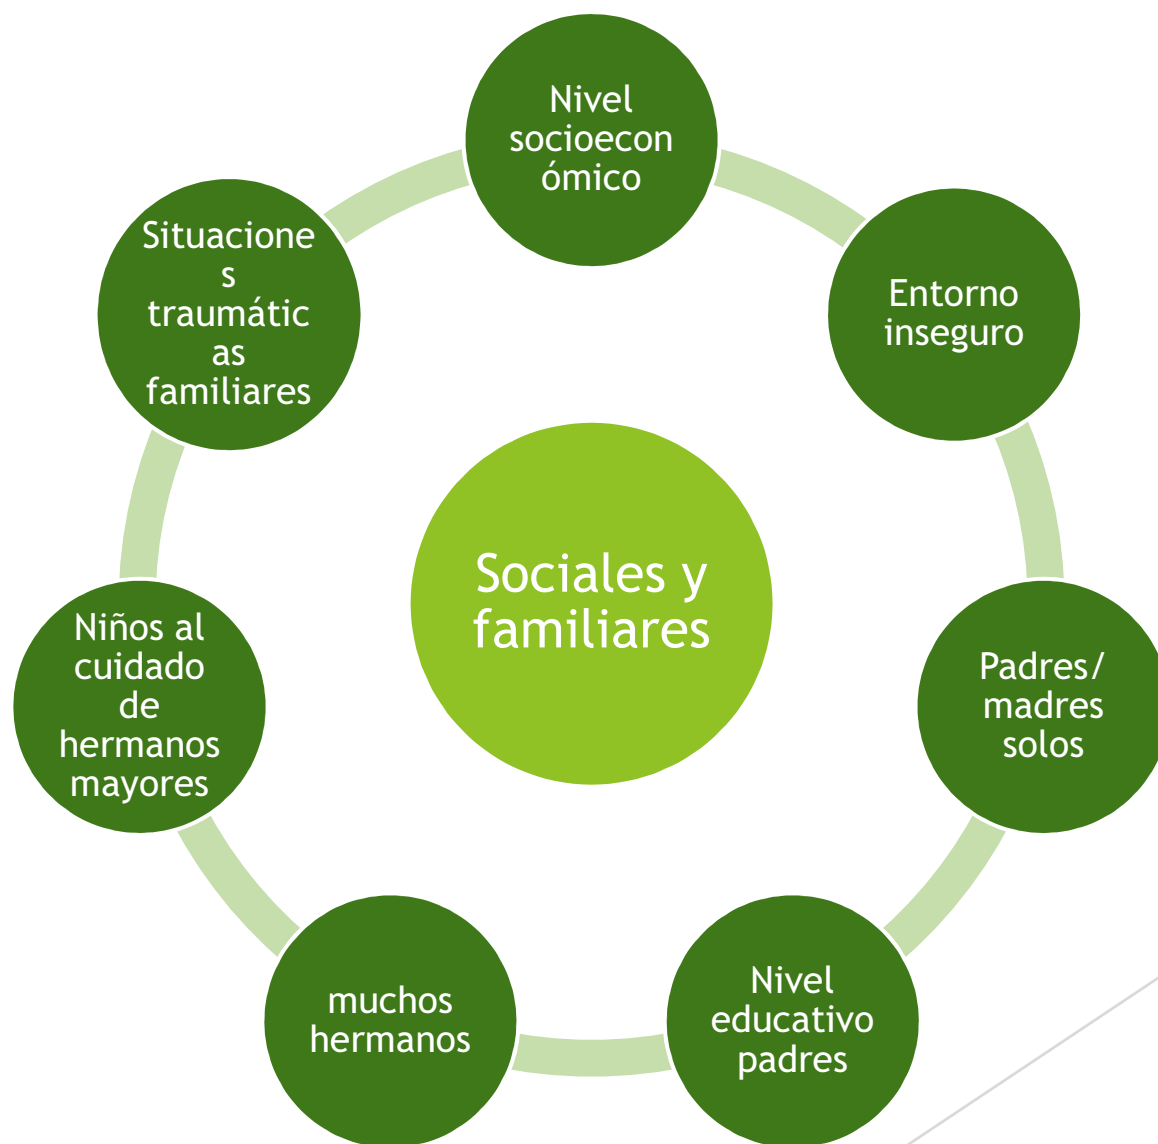 Nivel
socioecon
ómico
Entorno
inseguro
Padres/
madres
solos
Nivel
educativo
padres
muchos
hermanos
Niños al
cuidado
de
hermanos
mayores
Situacione
s
traumátic
as
familiares
Sociales y
familiares